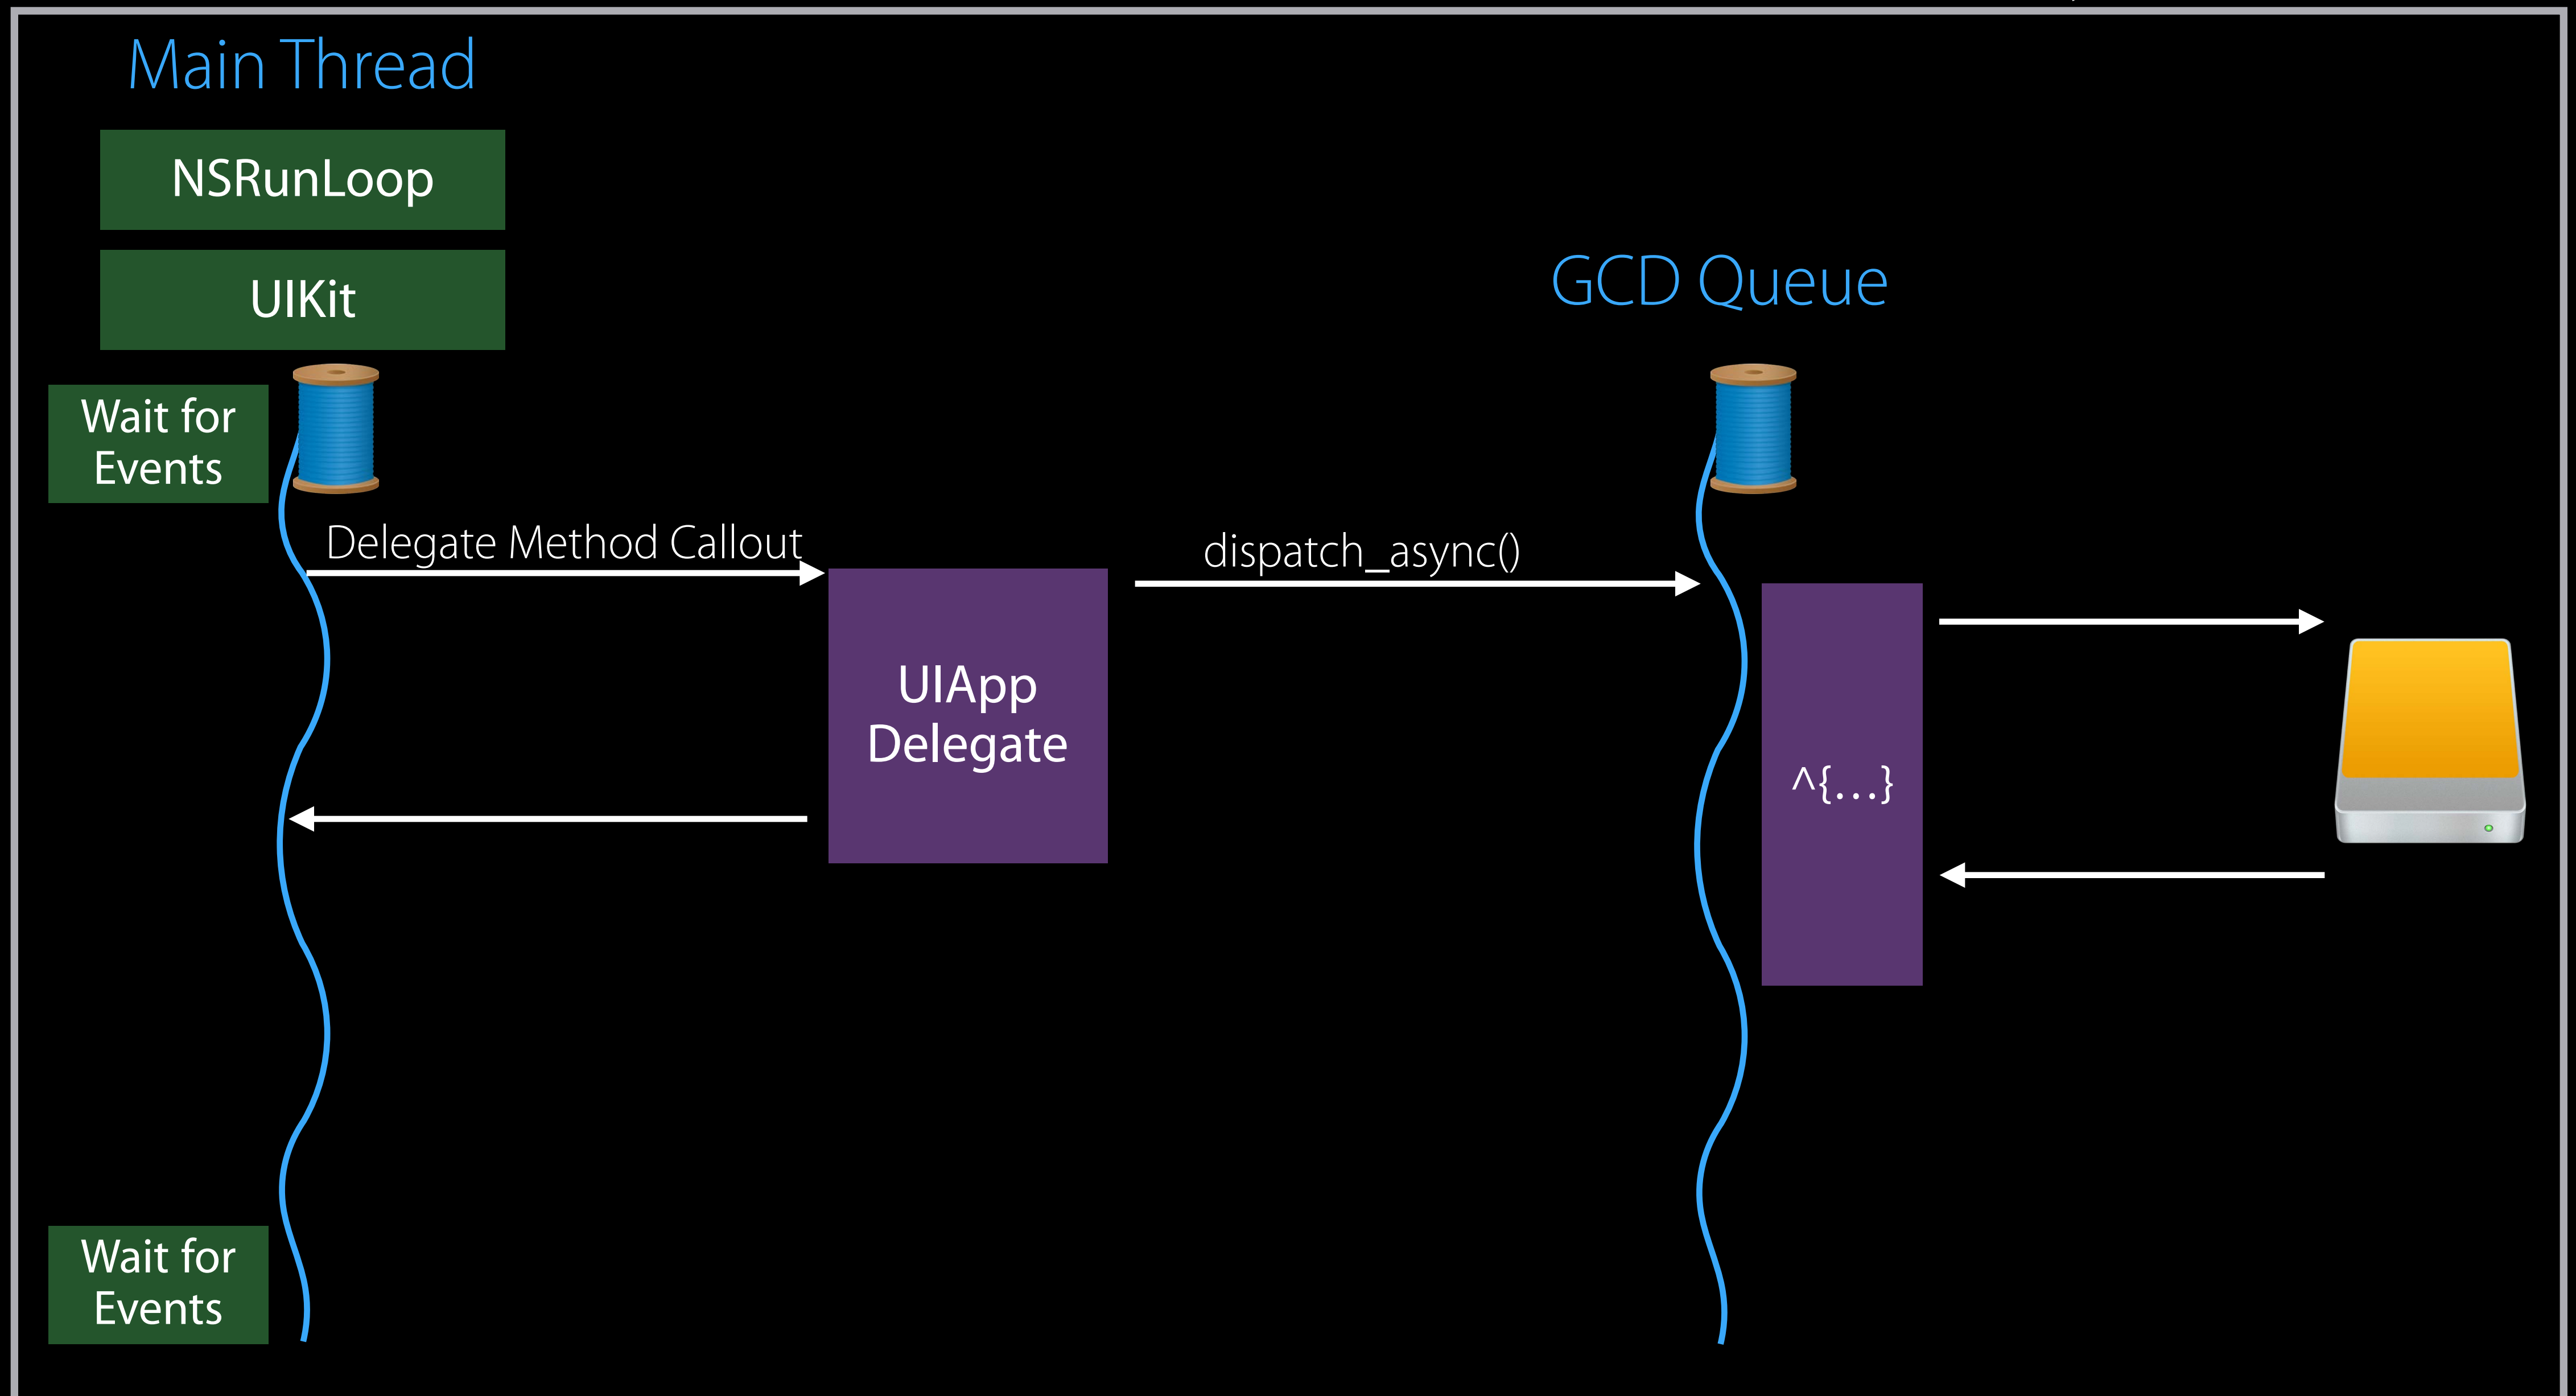 Main Thread
NSRunLoop
UIKit
GCD Queue
Wait for
Events
Delegate Method Callout
dispatch_async()
UIApp
Delegate
^{…}
Wait for
Events